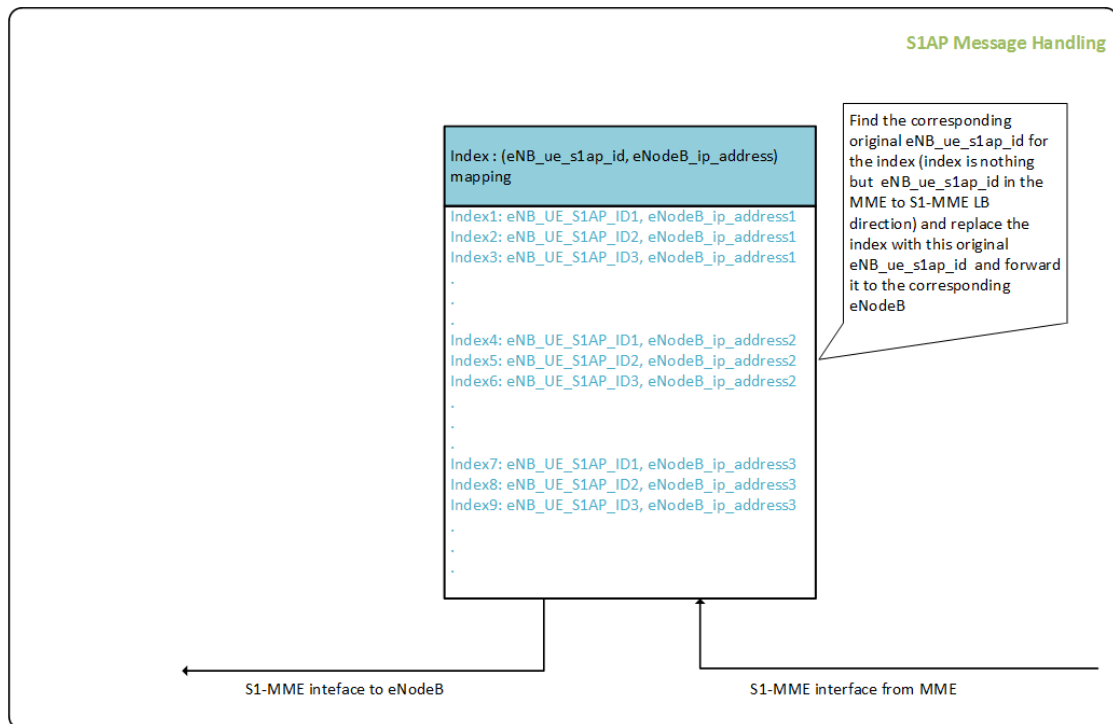 S1AP Message Handling
Find the corresponding
original eNB_ue_s1ap_id for
the index (index is nothing
but eNB_ue_s1ap_id in the
MME to S1-MME LB
direction) and replace the
index with this original
eNB_ue_s1ap_id and forward
it to the corresponding
eNodeB
Index : (eNB_ue_s1ap_id, eNodeB_ip_address)
mapping
Index1: eNB_UE_S1AP_ID1, eNodeB_ip_address1
Index2: eNB_UE_S1AP_ID2, eNodeB_ip_address1
Index3: eNB_UE_S1AP_ID3, eNodeB_ip_address1
.
.
.
Index4: eNB_UE_S1AP_ID1, eNodeB_ip_address2
Index5: eNB_UE_S1AP_ID2, eNodeB_ip_address2
Index6: eNB_UE_S1AP_ID3, eNodeB_ip_address2
.
.
.
Index7: eNB_UE_S1AP_ID1, eNodeB_ip_address3
Index8: eNB_UE_S1AP_ID2, eNodeB_ip_address3
Index9: eNB_UE_S1AP_ID3, eNodeB_ip_address3
.
.
.
S1-MME inteface to eNodeB
S1-MME interface from MME